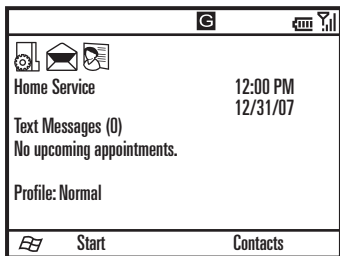 G
Home Service 12:00 PM
12/31/07
Text Messages (0)
No upcoming appointments.
Profile: Normal
Start Contacts